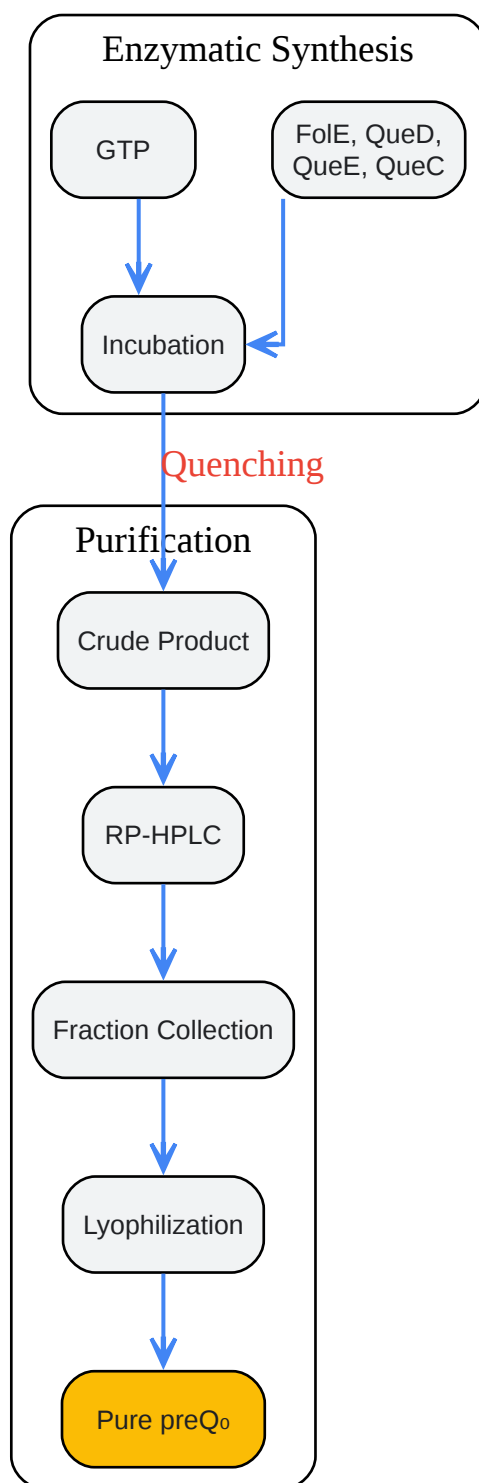 Enzymatic Synthesis
GTP
FolE, QueD,
QueE, QueC
Incubation
Quenching
Purification
Crude Product
RP-HPLC
Fraction Collection
Lyophilization
Pure preQ₀